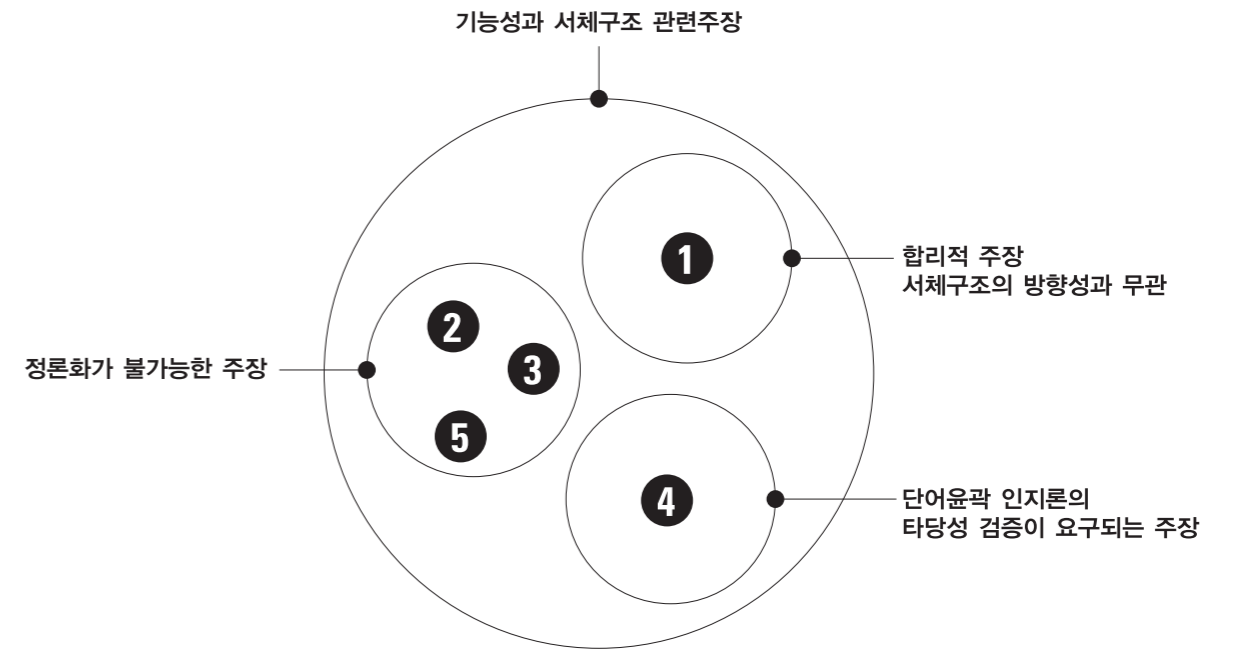 기능성과 서체구조 관련주장
1
합리적 주장
서체구조의 방향성과 무관
2
3
정론화가 불가능한 주장
5
4
단어윤곽 인지론의
타당성 검증이 요구되는 주장